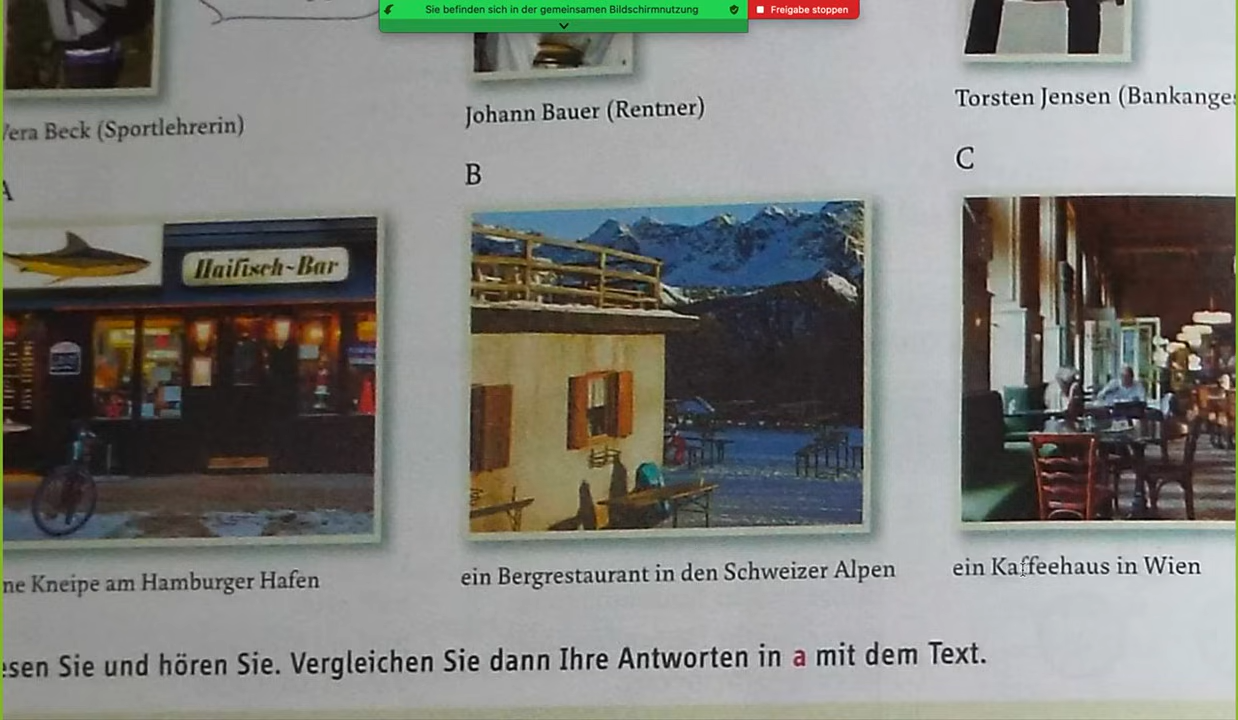 Sie befinden sich in der gemeinsamen Bildschirmnutzung
Freigabe stoppen
Vera Beck (Sportlehrerin)
Johann Bauer (Rentner)
Torsten Jensen (Bankanges
A
B
C
Haifisch-Bar
ne Kneipe am Hamburger Hafen
ein Bergrestaurant in den Schweizer Alpen
ein Kaffeehaus in Wien
esen Sie und hören Sie. Vergleichen Sie dann Ihre Antworten in a mit dem Text.